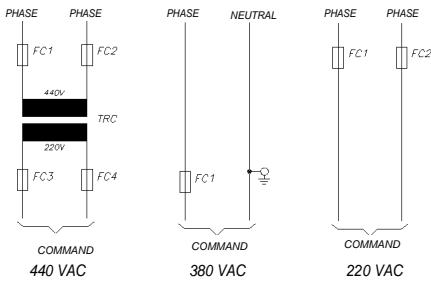 PHASE PHASE
FC1 FC2
440V
TRC
220V
FC3 FC4
COMMAND
440 VAC
PHASE NEUTRAL
FC1
COMMAND
380 VAC
PHASE PHASE
FC1 FC2
COMMAND
220 VAC